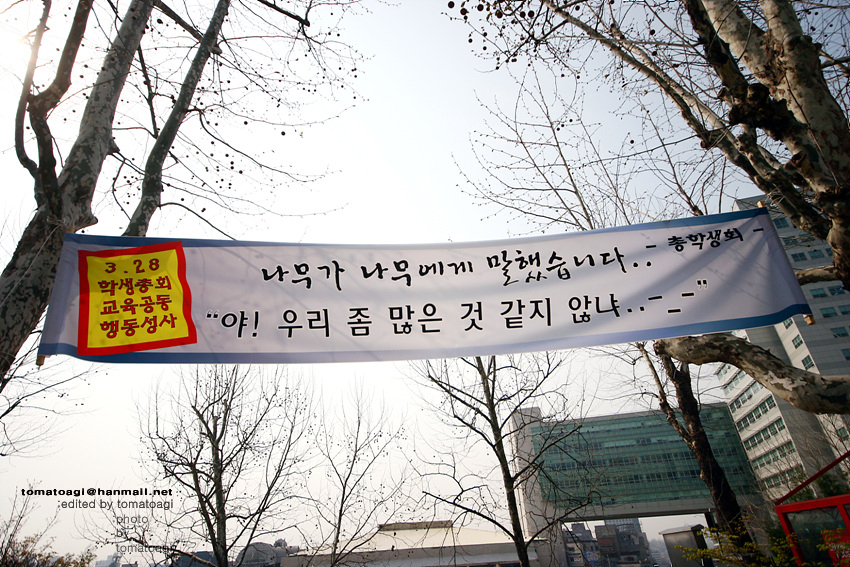 3.28
학생총회
교육공동
행동성사
나무가 나무에게 말했습니다..- 총학생회 -
"야! 우리 좀 많은 것 같지 않냐..-_-"
tomatoagi@hanmail.net
edited by tomatoagi
photo
by
tomatoagi